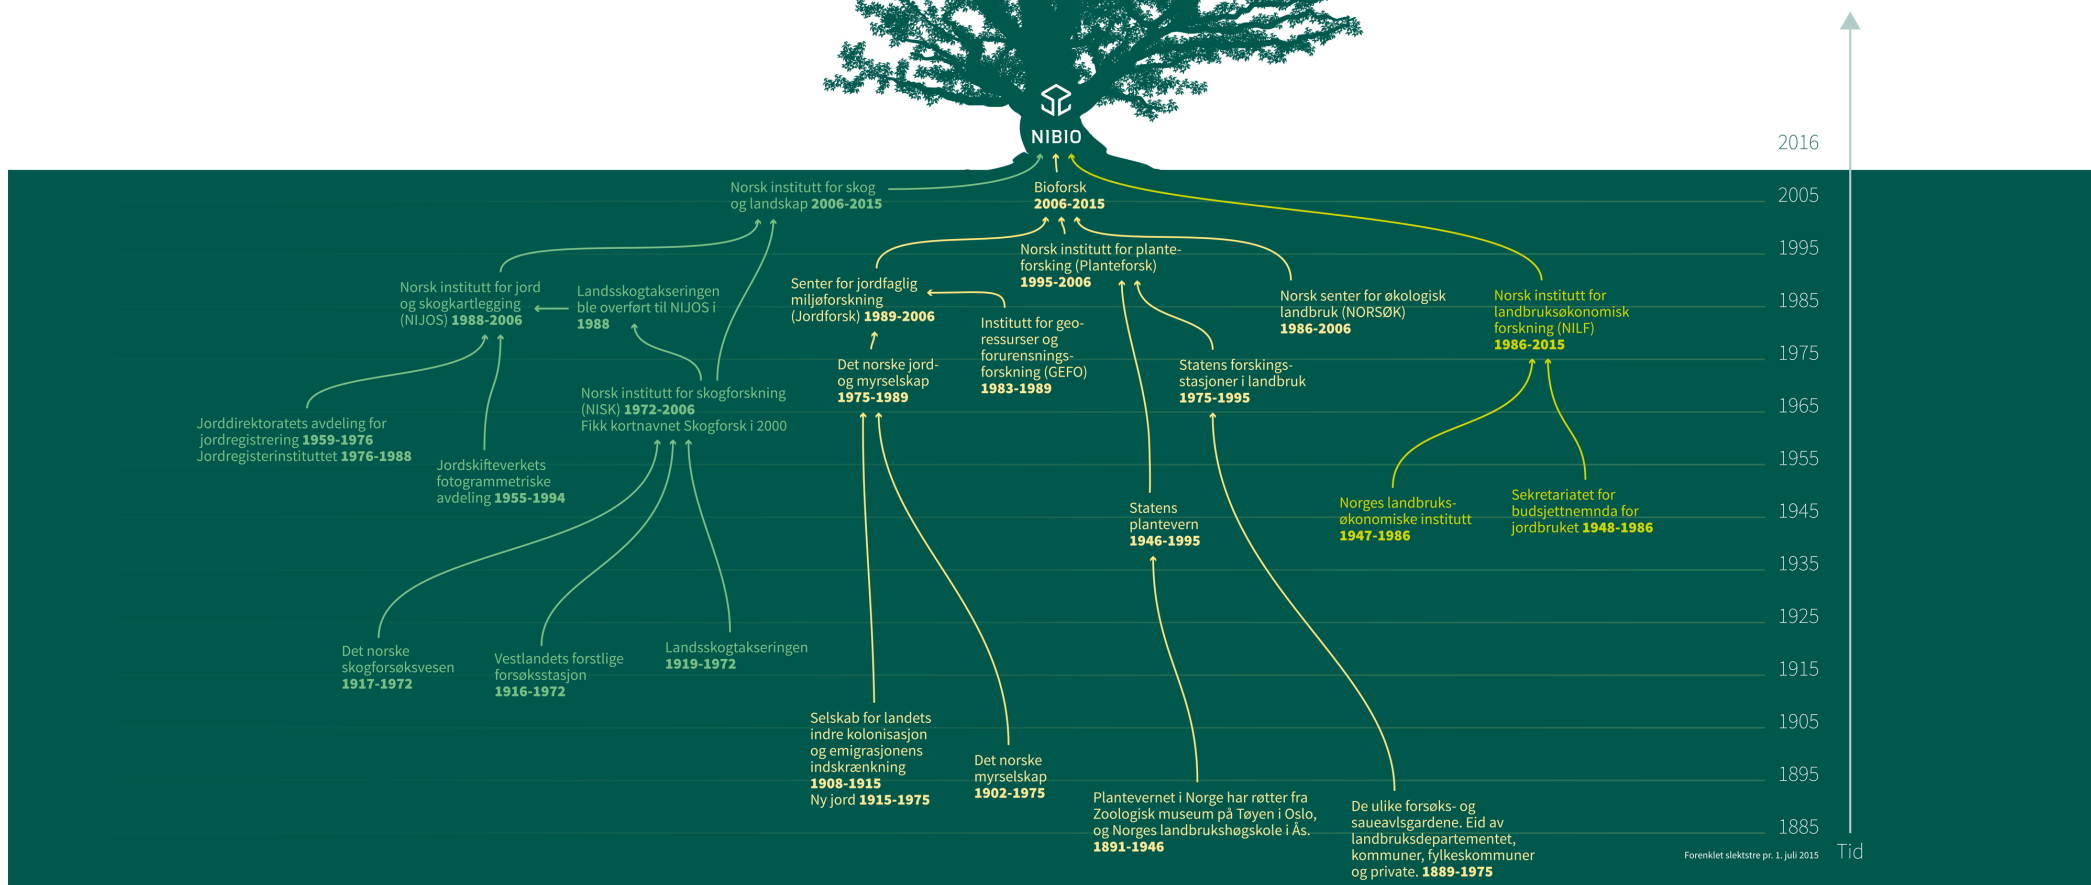 NIBIO
2016
Norsk institutt for skog
og landskap 2006-2015
Bioforsk
2006-2015
2005
Norsk institutt for plante-
forsking (Planteforsk)
1995-2006
1995
Norsk institutt for jord
og skogkartlegging
(NIJOS) 1988-2006
Landsskogtakseringen
ble overført til NIJOS i
1988
Senter for jordfaglig
miljøforskning
(Jordforsk) 1989-2006
Institutt for geo-
ressurser og
forurensnings-
forskning (GEFO)
1983-1989
Norsk senter for økologisk
landbruk (NORSØK)
1986-2006
Norsk institutt for
landbruksøkonomisk
forskning (NILF)
1986-2015
1985
1975
Norsk institutt for skogforskning
(NISK) 1972-2006
Fikk kortnavnet Skogforsk i 2000
Det norske jord-
og myrselskap
1975-1989
Statens forskings-
stasjoner i landbruk
1975-1995
1965
Jorddirektoratets avdeling for
jordregistrering 1959-1976
Jordregisterinstituttet 1976-1988
Jordskifteverkets
fotogrammetriske
avdeling 1955-1994
1955
Statens
plantevern
1946-1995
Norges landbruks-
økonomiske institutt
1947-1986
Sekretariatet for
budsjettnemnda for
jordbruket 1948-1986
1945
1935
1925
Det norske
skogforsøksvesen
1917-1972
Vestlandets forstlige
forsøksstasjon
1916-1972
Landsskogtakseringen
1919-1972
1915
Selskab for landets
indre kolonisasjon
og emigrasjonens
indskrænkning
1908-1915
Ny jord 1915-1975
Det norske
myrselskap
1902-1975
1905
1895
Plantevernet i Norge har røtter fra
Zoologisk museum på Tøyen i Oslo,
og Norges landbrukshøgskole i Ås.
1891-1946
De ulike forsøks- og
saueavlsgardene. Eid av
landbruksdepartementet,
kommuner, fylkeskommuner
og private. 1889-1975
1885
Forenklet slektstre pr. 1. juli 2015
Tid